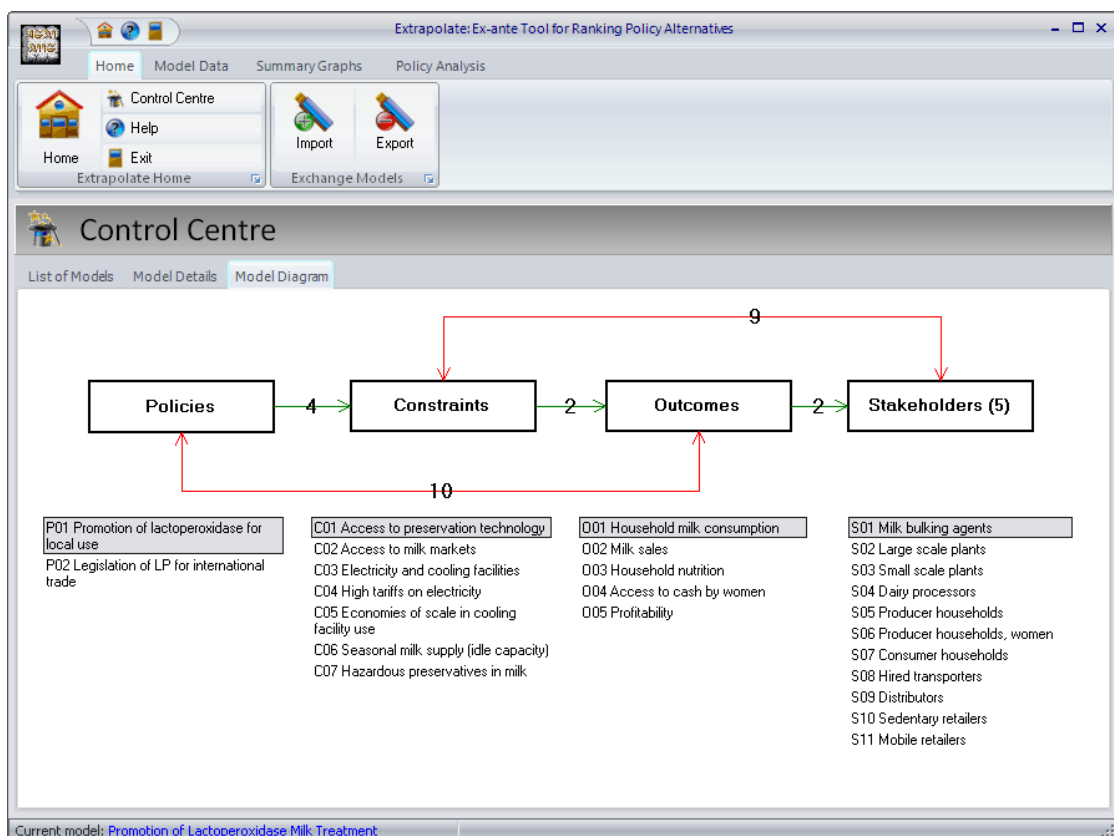 Extrapolate: Ex-ante Tool for Ranking Policy Alternatives
Home Model Data Summary Graphs Policy Analysis
Home
Control Centre
Help
Exit
Extrapolate Home
Import
Export
Exchange Models
Control Centre
List of Models Model Details Model Diagram
9
Policies
4
Constraints
2
Outcomes
2
Stakeholders (5)
10
P01 Promotion of lactoperoxidase for
local use
P02 Legislation of LP for international
trade
C01 Access to preservation technology
C02 Access to milk markets
C03 Electricity and cooling facilities
C04 High tariffs on electricity
C05 Economies of scale in cooling
facility use
C06 Seasonal milk supply (idle capacity)
C07 Hazardous preservatives in milk
O01 Household milk consumption
O02 Milk sales
O03 Household nutrition
O04 Access to cash by women
O05 Profitability
S01 Milk bulking agents
S02 Large scale plants
S03 Small scale plants
S04 Dairy processors
S05 Producer households
S06 Producer households, women
S07 Consumer households
S08 Hired transporters
S09 Distributors
S10 Sedentary retailers
S11 Mobile retailers
Current model: Promotion of Lactoperoxidase Milk Treatment